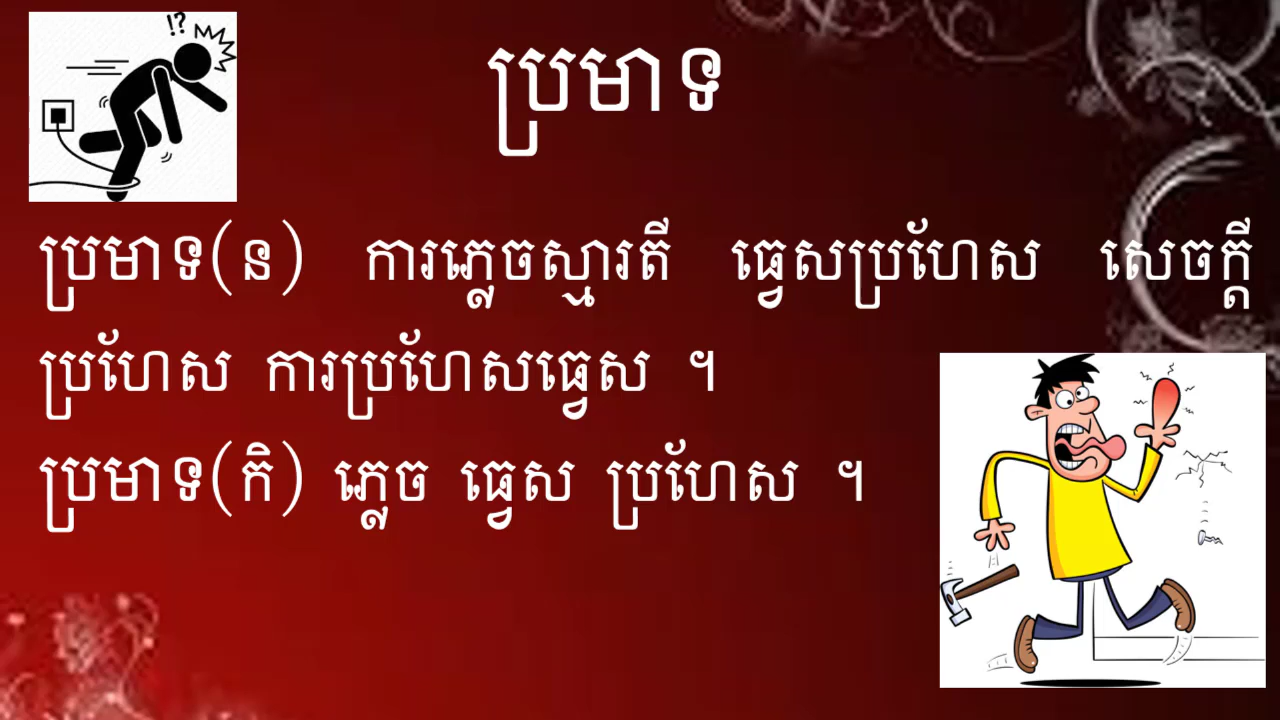 ប្រមាទ
ប្រមាទ(ន) ការភ្លេចស្មារតី ធ្វេសប្រហែស សេចក្តី
ប្រហែស ការប្រហែសធ្វេស ។
ប្រមាទ(កិ) ភ្លេច ធ្វេស ប្រហែស ។
!?